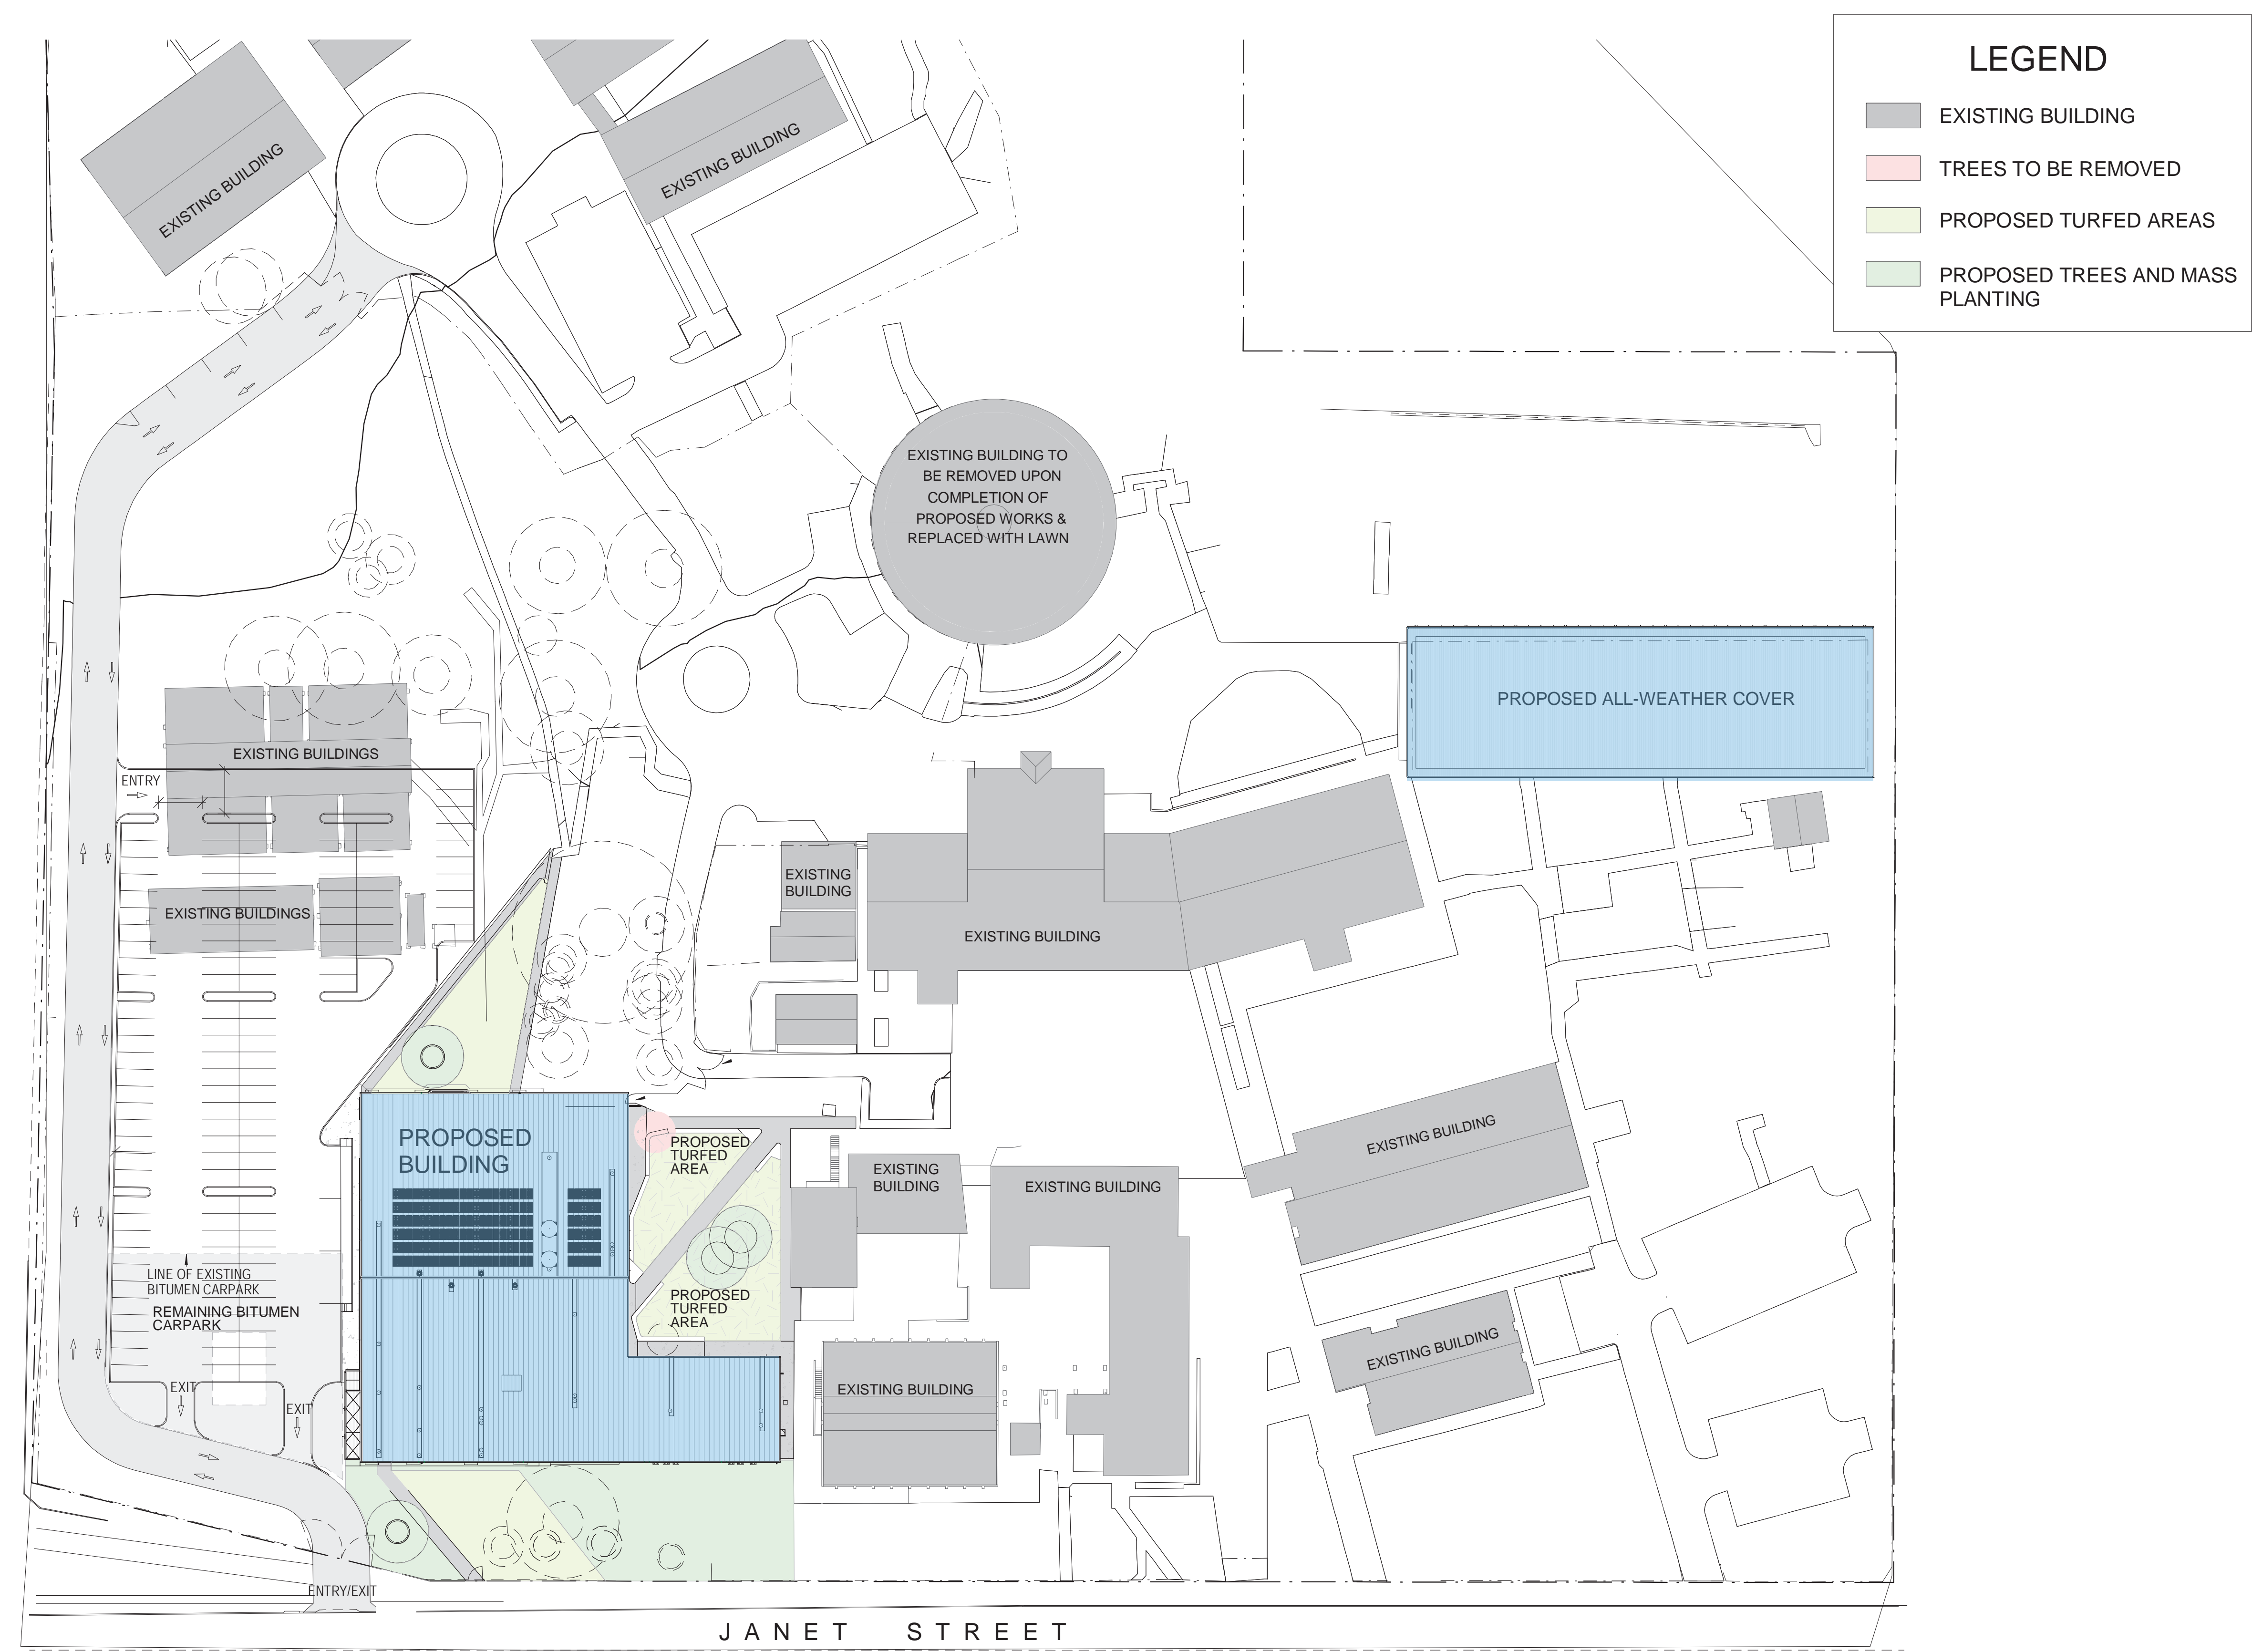 LEGEND
EXISTING BUILDING
TREES TO BE REMOVED
PROPOSED TURFED AREAS
PROPOSED TREES AND MASS
PLANTING
EXISTING BUILDING
EXISTING BUILDING
EXISTING BUILDING TO
BE REMOVED UPON
COMPLETION OF
PROPOSED WORKS &
REPLACED WITH LAWN
PROPOSED ALL-WEATHER COVER
EXISTING BUILDINGS
ENTRY
EXISTING
BUILDING
EXISTING BUILDINGS
EXISTING BUILDING
PROPOSED
BUILDING
PROPOSED
TURFED
AREA
EXISTING
BUILDING
EXISTING BUILDING
EXISTING BUILDING
LINE OF EXISTING
BITUMEN CARPARK
REMAINING BITUMEN
CARPARK
PROPOSED
TURFED
AREA
EXISTING BUILDING
EXISTING BUILDING
EXIT
EXIT
ENTRY/EXIT
JANET STREET